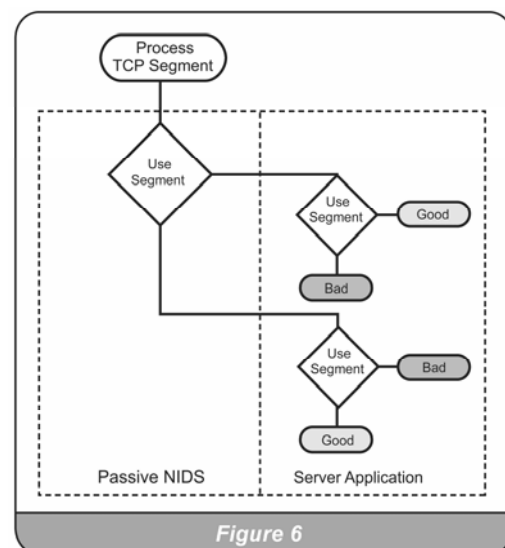 Process
TCP Segment
Use
Segment
Use
Segment
Good
Bad
Use
Segment
Bad
Good
Passive NIDS
Server Application
Figure 6